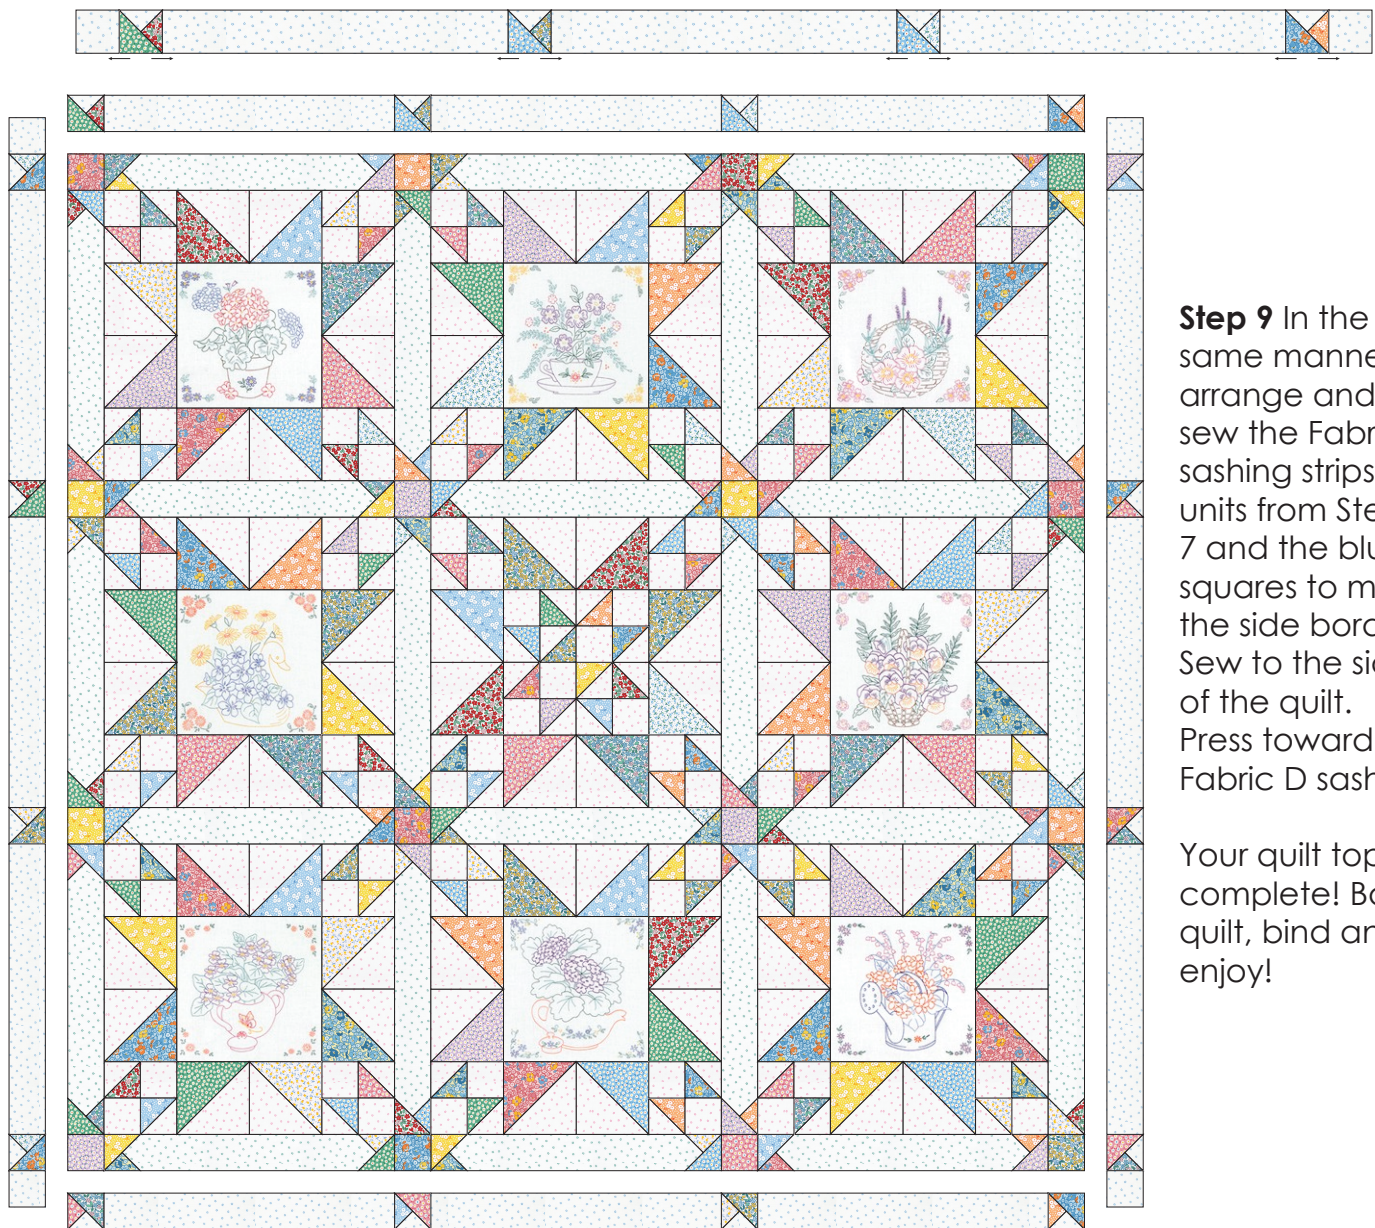 Step 9 In the
same manne
arrange and
sew the Fabr
sashing strips
units from Ste
7 and the blu
squares to m
the side bord
Sew to the sid
of the quilt.
Press toward
Fabric D sash
Your quilt top
complete! Ba
quilt, bind an
enjoy!